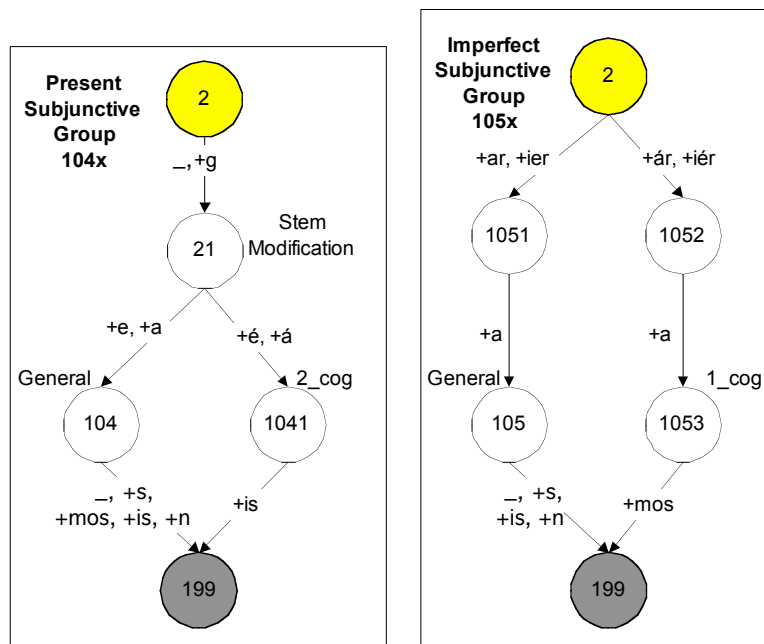 Present
Subjunctive
Group
104x
2
_,+g
21
Stem
Modification
+e, +a
+é, +á
General
2_cog
104
1041
_, +s,
+mos, +is, +n
+is
199
Imperfect
Subjunctive
Group
105x
2
+ar, +ier
+ár, +iér
1051
1052
+a
+a
General
1_cog
105
1053
_, +s,
+is, +n
+mos
199